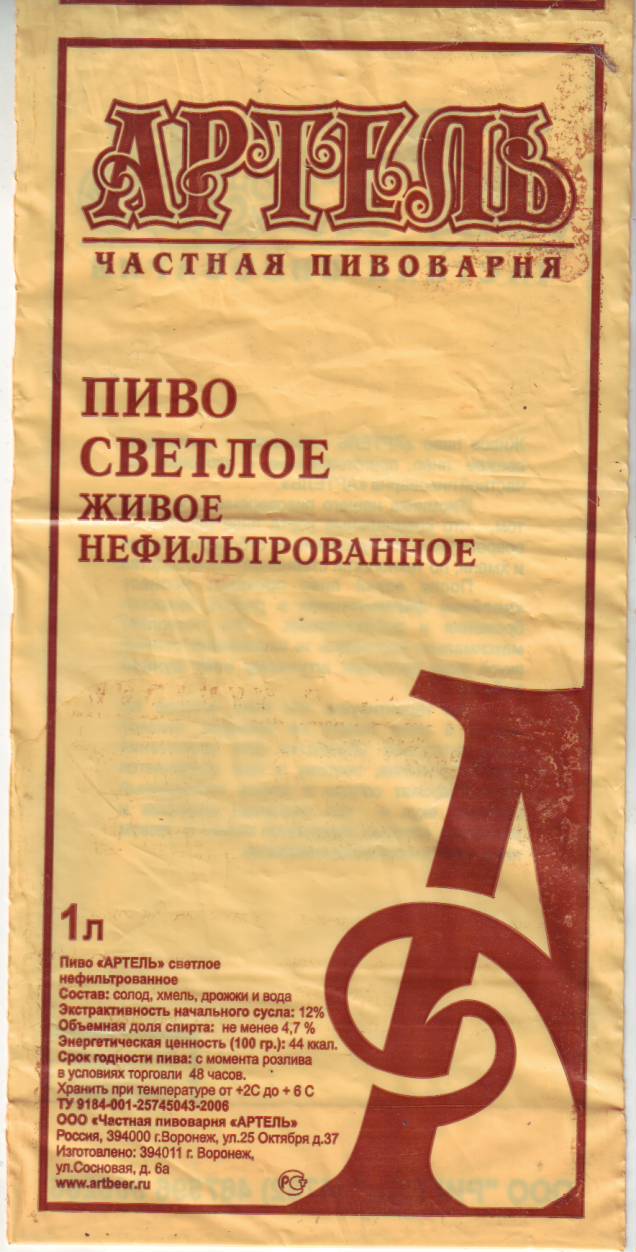 АРТЕЛЬ
ЧАСТНАЯ ПИВОВАРНЯ
ПИВО
СВЕТЛОЕ
ЖИВОЕ
НЕФИЛЬТРОВАННОЕ
1л
Пиво «АРТЕЛЬ» светлое
нефильтрованное
Состав: солод, хмель, дрожжи и вода
Экстрактивность начального сусла: 12%
Объемная доля спирта: не менее 4,7 %
Энергетическая ценность (100 гр.): 44 ккал.
Срок годности пива: с момента розлива
в условиях торговли 48 часов.
Хранить при температуре от +2С до + 6 С
ТУ 9184-001-25745043-2006
ООО «Частная пивоварня «АРТЕЛЬ»
Россия, 394000 г.Воронеж, ул.25 Октября д.37
Изготовлено: 394011 г. Воронеж,
ул.Сосновая, д. 6а
www.artbeer.ru